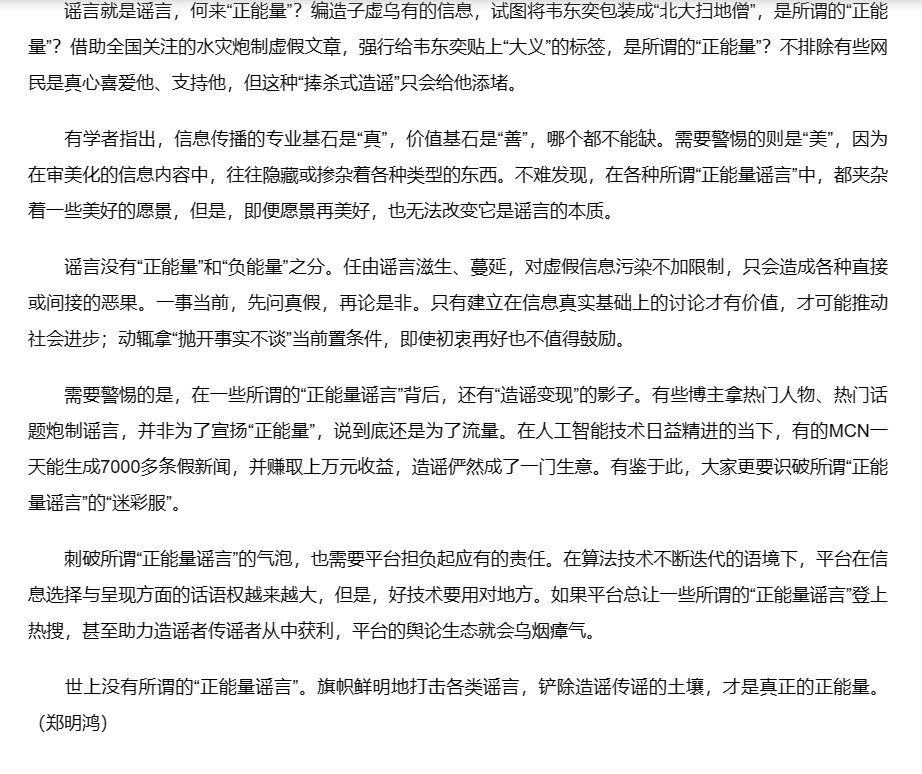 谣言就是谣言，何来“正能量”？编造子虚乌有的信息，试图将韦东奕包装成“北大扫地僧”，是所谓的“正能
量”？借助全国关注的水灾炮制虚假文章，强行给韦东奕贴上“大义”的标签，是所谓的“正能量”？不排除有些网
民是真心喜爱他、支持他，但这种“捧杀式造谣”只会给他添堵。
有学者指出，信息传播的专业基石是“真”，价值基石是“善”，哪个都不能缺。需要警惕的则是“美”，因为
在审美化的信息内容中，往往隐藏或掺杂着各种类型的东西。不难发现，在各种所谓“正能量谣言”中，都夹杂
着一些美好的愿景，但是，即便愿景再美好，也无法改变它是谣言的本质。
谣言没有“正能量”和“负能量”之分。任由谣言滋生、蔓延，对虚假信息污染不加限制，只会造成各种直接
或间接的恶果。一事当前，先问真假，再论是非。只有建立在信息真实基础上的讨论才有价值，才可能推动
社会进步；动辄拿“抛开事实不谈”当前置条件，即使初衷再好也不值得鼓励。
需要警惕的是，在一些所谓的“正能量谣言”背后，还有“造谣变现”的影子。有些博主拿热门人物、热门话
题炮制谣言，并非为了宣扬“正能量”，说到底还是为了流量。在人工智能技术日益精进的当下，有的MCN一
天能生成7000多条假新闻，并赚取上万元收益，造谣俨然成了一门生意。有鉴于此，大家更要识破所谓“正能
量谣言”的“迷彩服”。
刺破所谓“正能量谣言”的气泡，也需要平台担负起应有的责任。在算法技术不断迭代的语境下，平台在信
息选择与呈现方面的话语权越来越大，但是，好技术要用对地方。如果平台总让一些所谓的“正能量谣言”登上
热搜，甚至助力造谣者传谣者从中获利，平台的舆论生态就会乌烟瘴气。
世上没有所谓的“正能量谣言”。旗帜鲜明地打击各类谣言，铲除造谣传谣的土壤，才是真正的正能量。
（郑明鸿）